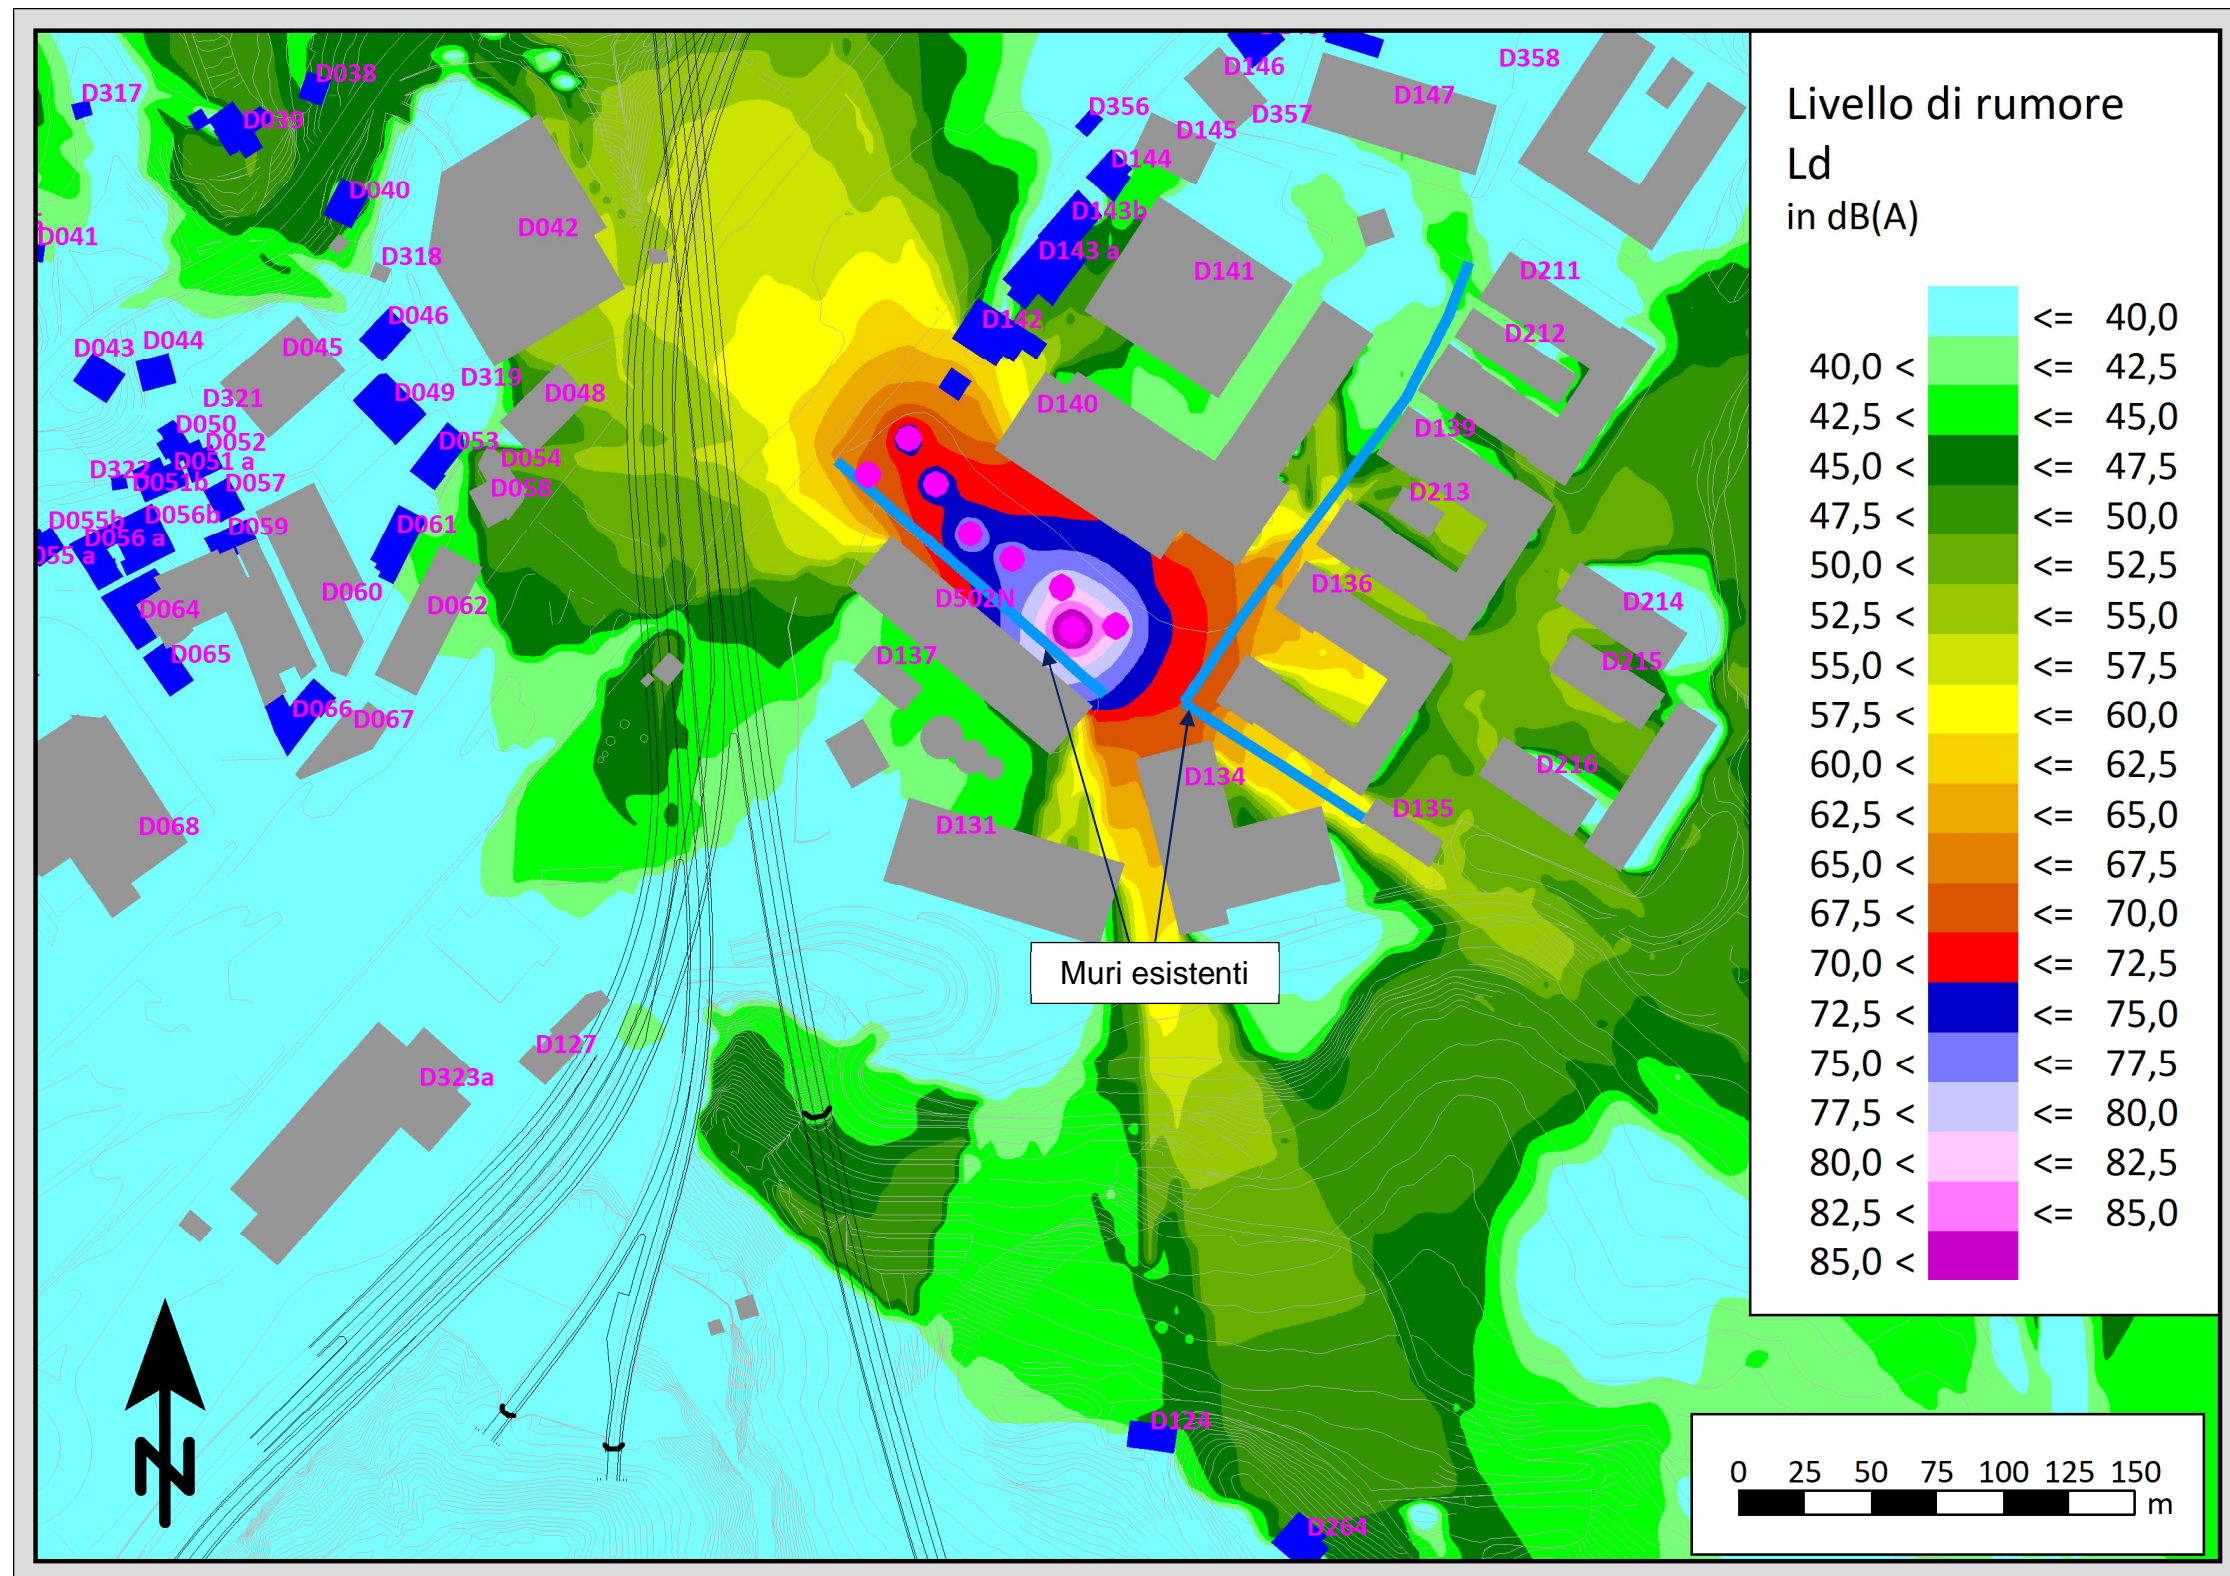 D317
D038
D039
D040
D041
D318
D042
D043
D044
D045
D046
D321
D049
D319
D048
D050
D052
D051 a
D322
D051b
D057
D053
D054
D058
D055b
D056b
D059
D061
055 a
D056 a
D064
D060
D062
D065
D066
D067
D068
D323a
D127
D146
D358
D147
D356
D357
D145
D144
D143b
D143 a
D141
D142
D140
D211
D212
D139
D213
D136
D214
D215
D216
D502N
D137
D134
D135
D131
Muri esistenti
D124
D264
Livello di rumore
Ld
in dB(A)
<= 40,0
40,0 < <= 42,5
42,5 < <= 45,0
45,0 < <= 47,5
47,5 < <= 50,0
50,0 < <= 52,5
52,5 < <= 55,0
55,0 < <= 57,5
57,5 < <= 60,0
60,0 < <= 62,5
62,5 < <= 65,0
65,0 < <= 67,5
67,5 < <= 70,0
70,0 < <= 72,5
72,5 < <= 75,0
75,0 < <= 77,5
77,5 < <= 80,0
80,0 < <= 82,5
82,5 < <= 85,0
85,0 <
N
0 25 50 75 100 125 150
m